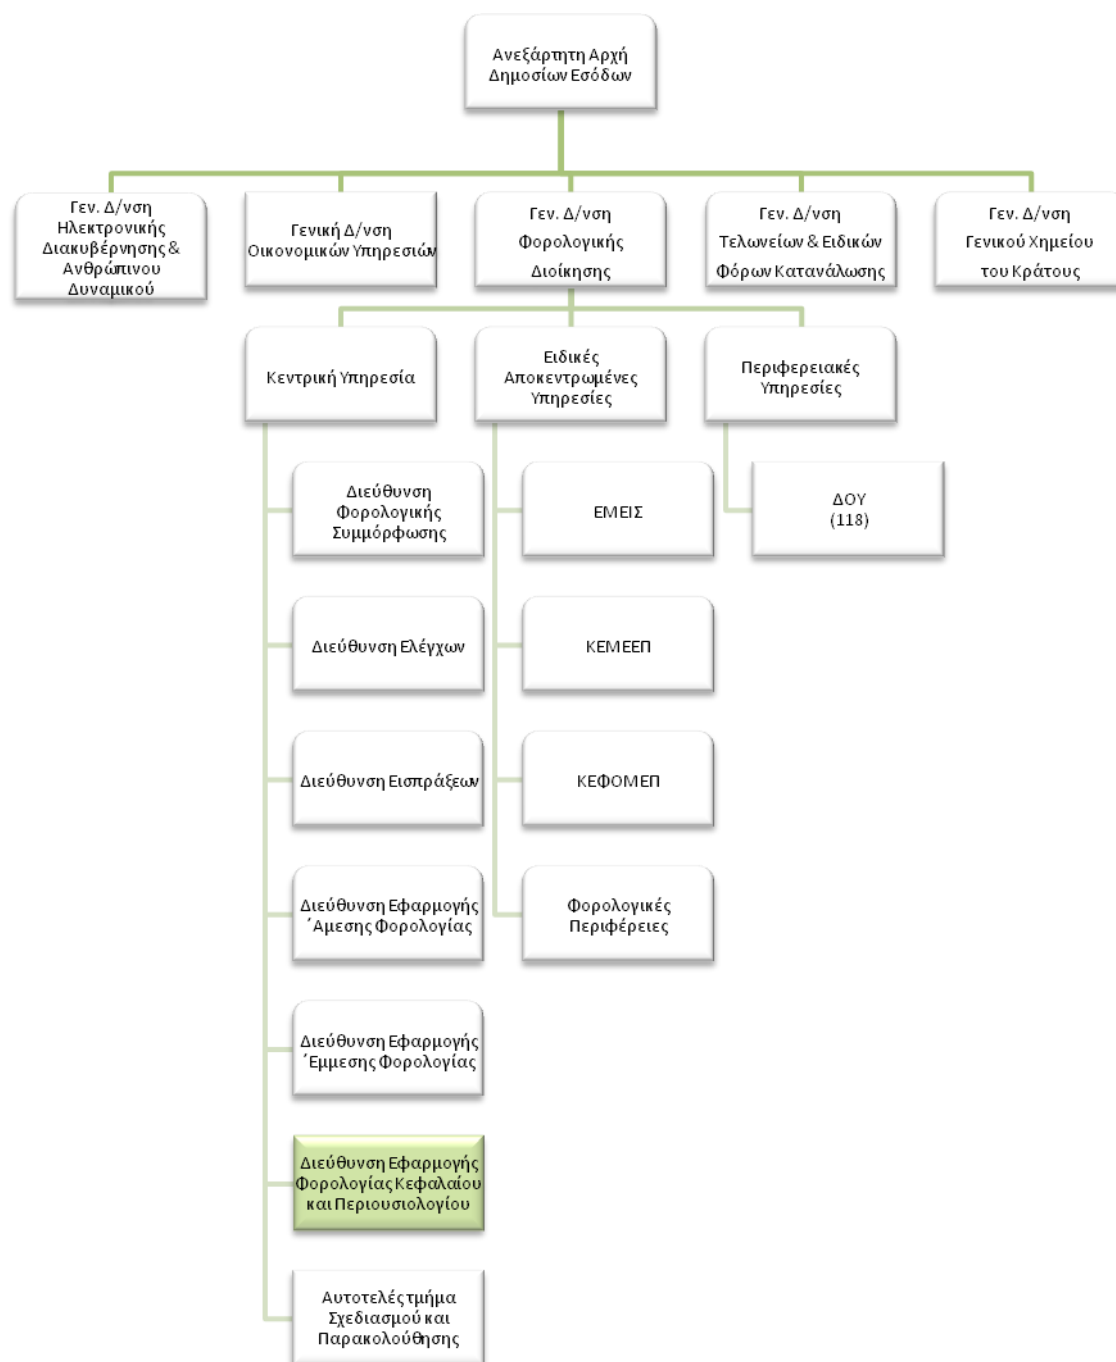 Ανεξάρτητη Αρχή
Δημοσίων Εσόδων
Γεν. Δ/νση
Ηλεκτρονικής
Διακυβέρνησης &
Ανθρώπινου
Δυναμικού
Γενική Δ/νση
Οικονομικών Υπηρεσιών
Γεν. Δ/νση
Φορολογικής
Διοίκησης
Γεν. Δ/νση
Τελωνείων & Ειδικών
Φόρων Κατανάλωσης
Γεν. Δ/νση
Γενικού Χημείου
του Κράτους
Κεντρική Υπηρεσία
Ειδικές
Αποκεντρωμένες
Υπηρεσίες
Περιφερειακές
Υπηρεσίες
Διεύθυνση
Φορολογικής
Συμμόρφωσης
ΕΜΕΙΣ
ΔΟΥ
(118)
Διεύθυνση Ελέγχων
ΚΕΜΕΕΠ
Διεύθυνση Εισπράξεων
ΚΕΦΟΜΕΠ
Διεύθυνση Εφαρμογής
΄Αμεσης Φορολογίας
Φορολογικές
Περιφέρειες
Διεύθυνση Εφαρμογής
΄Εμμεσης Φορολογίας
Διεύθυνση Εφαρμογής
Φορολογίας Κεφαλαίου
και Περιουσιολογίου
Αυτοτελές τμήμα
Σχεδιασμού και
Παρακολούθησης